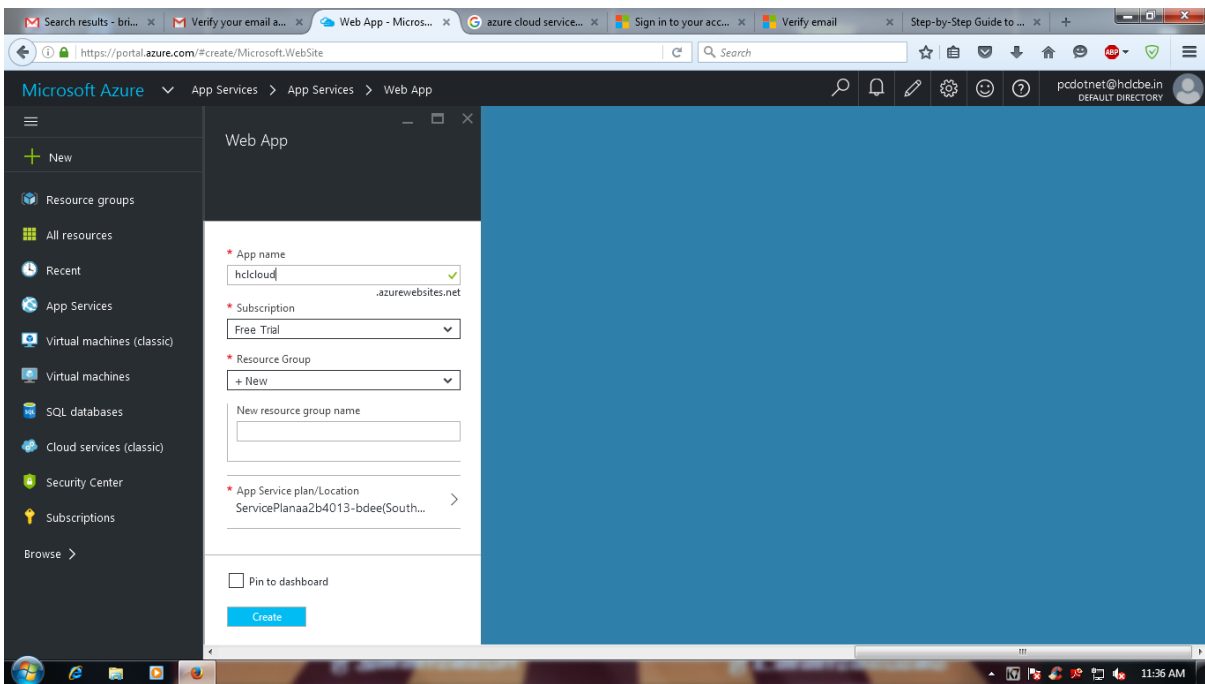 Search results - bri...
Verify your email a...
Web App - Micros...
azure cloud service...
Sign in to your acc...
Verify email
Step-by-Step Guide to ...
https://portal.azure.com/#create/Microsoft.WebSite
Search
ABP
Microsoft Azure
App Services > App Services > Web App
pcdotnet@hclcbe.in
DEFAULT DIRECTORY
New
Resource groups
All resources
Recent
App Services
Virtual machines (classic)
Virtual machines
SQL databases
Cloud services (classic)
Security Center
Subscriptions
Browse >
Web App
* App name
hclcloud
.azurewebsites.net
* Subscription
Free Trial
* Resource Group
+ New
New resource group name
* App Service plan/Location
ServicePlanaa2b4013-bdee(South...
Pin to dashboard
Create
11:36 AM